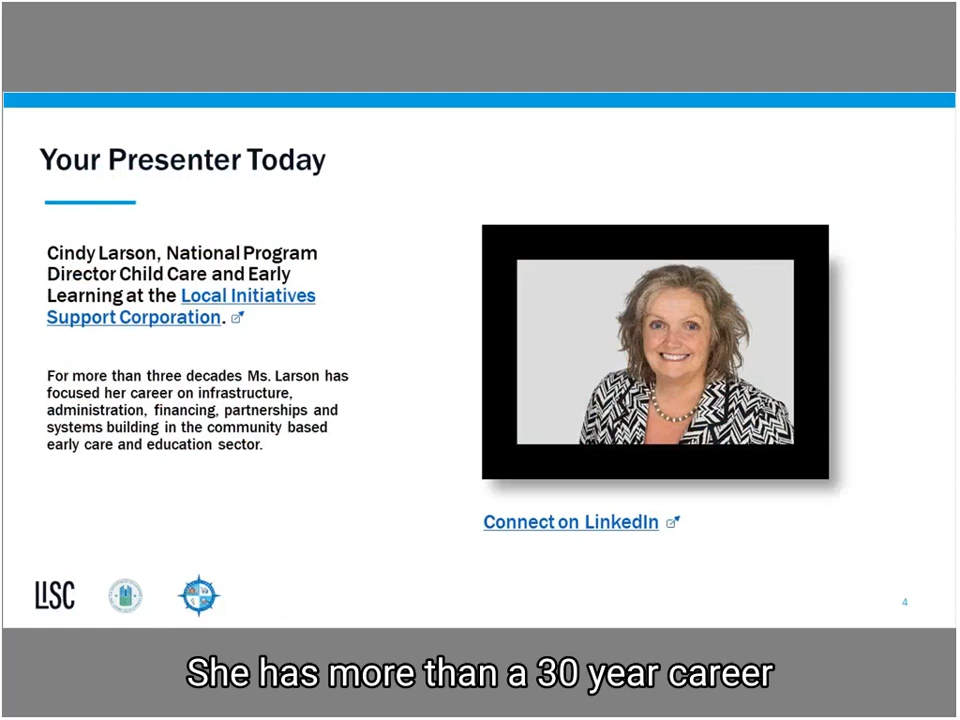 Your Presenter Today
Cindy Larson, National Program
Director Child Care and Early
Learning at the Local Initiatives
Support Corporation.
For more than three decades Ms. Larson has
focused her career on infrastructure,
administration, financing, partnerships and
systems building in the community based
early care and education sector.
Connect on LinkedIn
LISC
4
She has more than a 30 year career